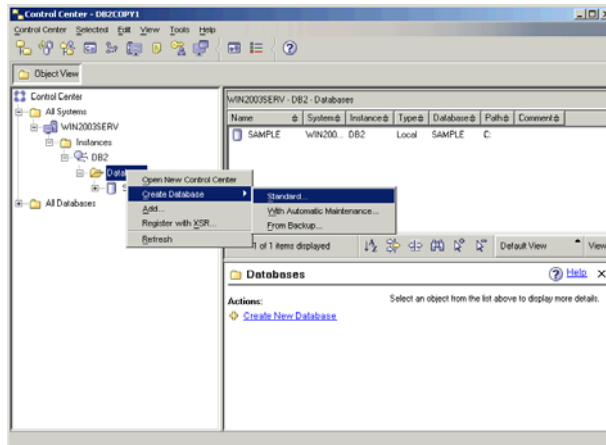 Control Center - DB2COPY1
Control Center Selected Edit View Tools Help
Object View
Control Center
All Systems
WIN2003SERV
Instances
DB2
All Databases
Open New Control Center
Create Database
Add...
Register with XSR...
Refresh
Standard...
With Automatic Maintenance...
From Backup...
WIN2003SERV - DB2 - Databases
Name System Instance Type Database Path Comment
SAMPLE WIN200... DB2 Local SAMPLE C:
1 of 1 items displayed Default View View
Databases Help
Actions: Select an object from the list above to display more details.
Create New Database